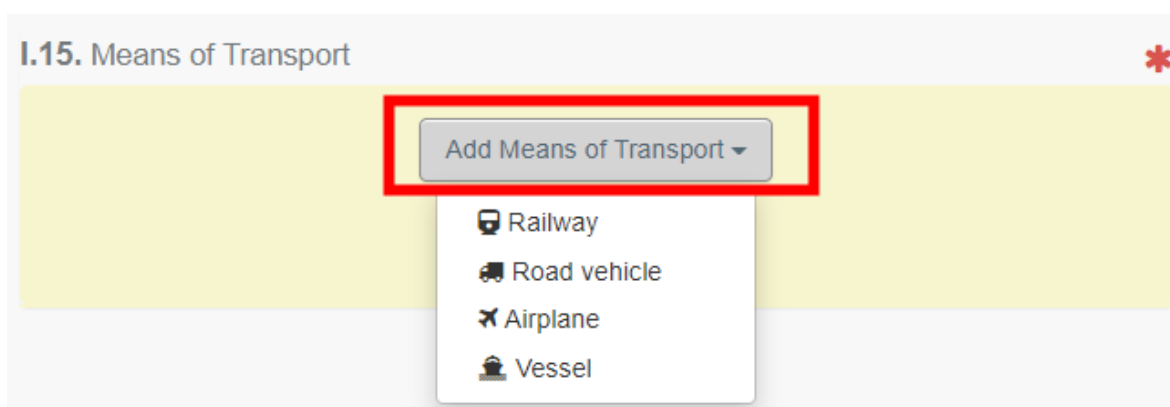 I.15. Means of Transport
Add Means of Transport
Railway
Road vehicle
Airplane
Vessel